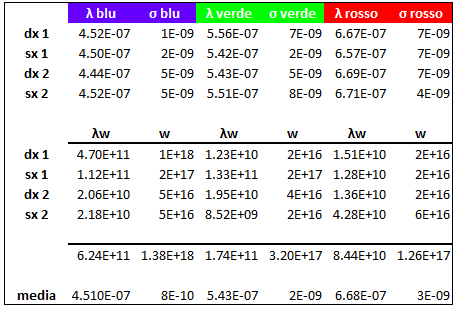 λ blu σ blu λ verde σ verde λ rosso σ rosso
dx 1 4.52E-07 1E-09 5.56E-07 7E-09 6.67E-07 7E-09
sx 1 4.50E-07 2E-09 5.42E-07 2E-09 6.57E-07 7E-09
dx 2 4.44E-07 5E-09 5.43E-07 5E-09 6.69E-07 7E-09
sx 2 4.52E-07 5E-09 5.51E-07 8E-09 6.71E-07 4E-09
λw w λw w λw w
dx 1 4.70E+11 1E+18 1.23E+10 2E+16 1.51E+10 2E+16
sx 1 1.12E+11 2E+17 1.33E+11 2E+17 1.28E+10 2E+16
dx 2 2.06E+10 5E+16 1.95E+10 4E+16 1.36E+10 2E+16
sx 2 2.18E+10 5E+16 8.52E+09 2E+16 4.28E+10 6E+16
6.24E+11 1.38E+18 1.74E+11 3.20E+17 8.44E+10 1.26E+17
media 4.510E-07 8E-10 5.43E-07 2E-09 6.68E-07 3E-09